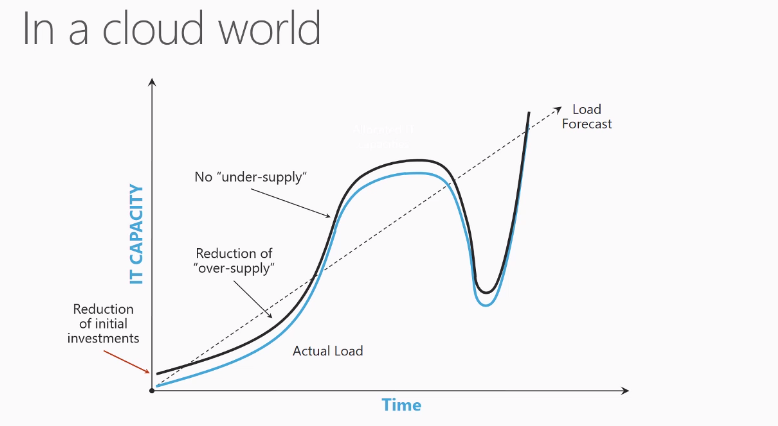 In a cloud world
Load
Forecast
No “under-supply”
IT CAPACITY
Reduction of
“over-supply”
Reduction
of initial
investments
Actual Load
Time